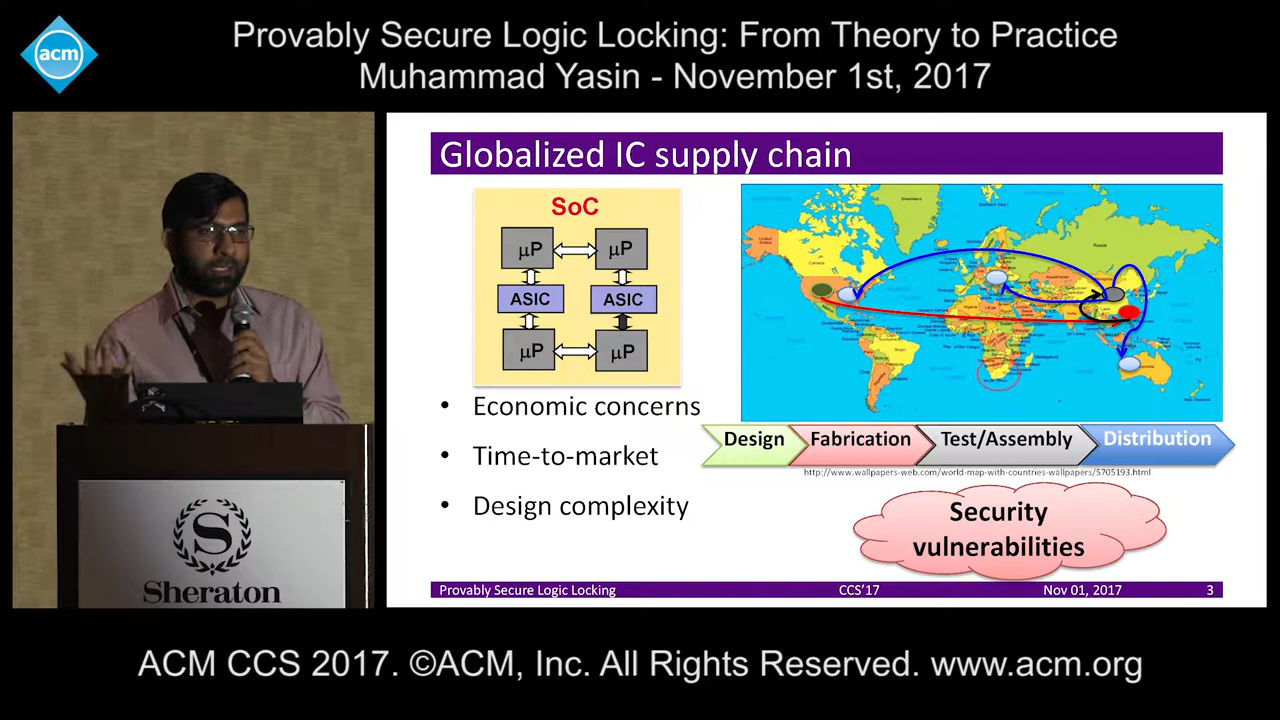 acm
Provably Secure Logic Locking: From Theory to Practice
Muhammad Yasin - November 1st, 2017
Globalized IC supply chain
SoC
µP
µP
ASIC
ASIC
µP
µP
• Economic concerns
• Time-to-market
• Design complexity
Greenland
Russia
Canada
Design
Fabrication
Test/Assembly
Distribution
http://www.wallpapers-web.com/world-map-with-countries-wallpapers/5705193.html
Security
vulnerabilities
Provably Secure Logic Locking
CCS'17
Nov 01, 2017
3
S
Sheraton
ACM CCS 2017. ©ACM, Inc. All Rights Reserved. www.acm.org